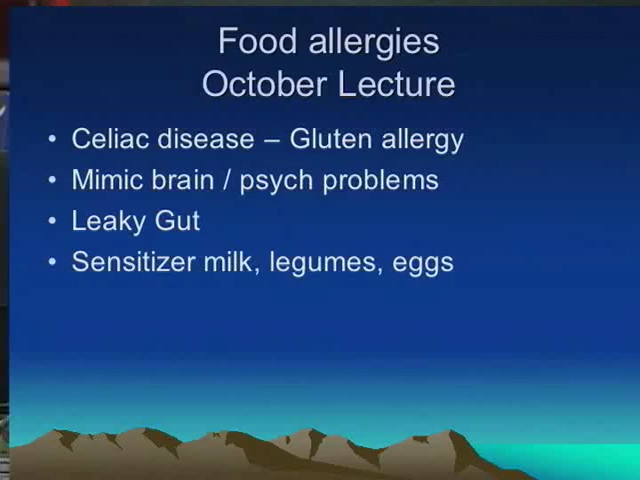 Food allergies
October Lecture
• Celiac disease – Gluten allergy
• Mimic brain / psych problems
• Leaky Gut
• Sensitizer milk, legumes, eggs